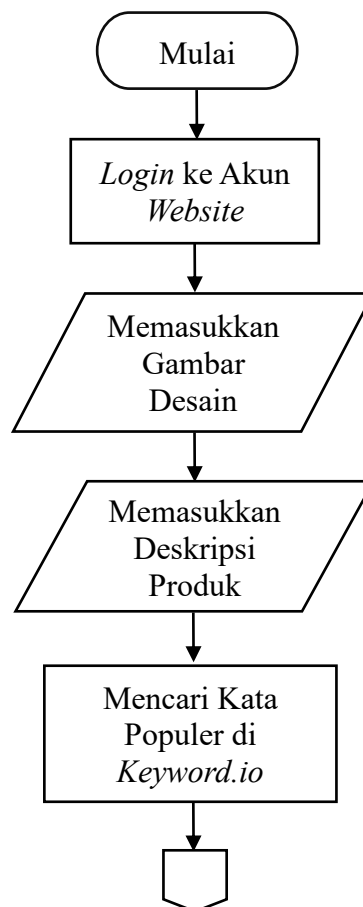 Mulai
Login ke Akun
Website
Memasukkan
Gambar
Desain
Memasukkan
Deskripsi
Produk
Mencari Kata
Populer di
Keyword.io